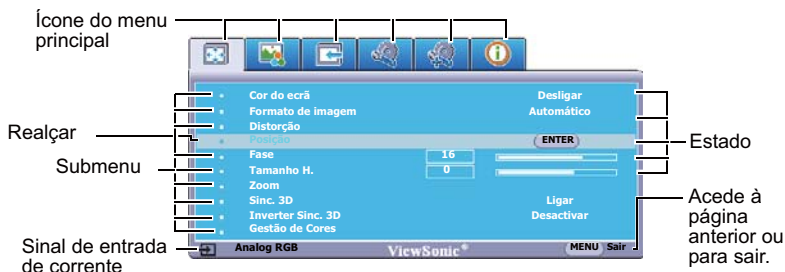 Ícone do menu
principal
Cor do ecrã Desligar
Formato de imagem Automático
Distorção
Realçar
Posição ENTER
Estado
Fase 16
Submenu
Tamanho H. 0
Zoom
Sinc. 3D Ligar
Inverter Sinc. 3D Desactivar
Gestão de Cores
Acede à
página
anterior ou
para sair.
Sinal de entrada
de corrente
Analog RGB ViewSonic® MENU Sair